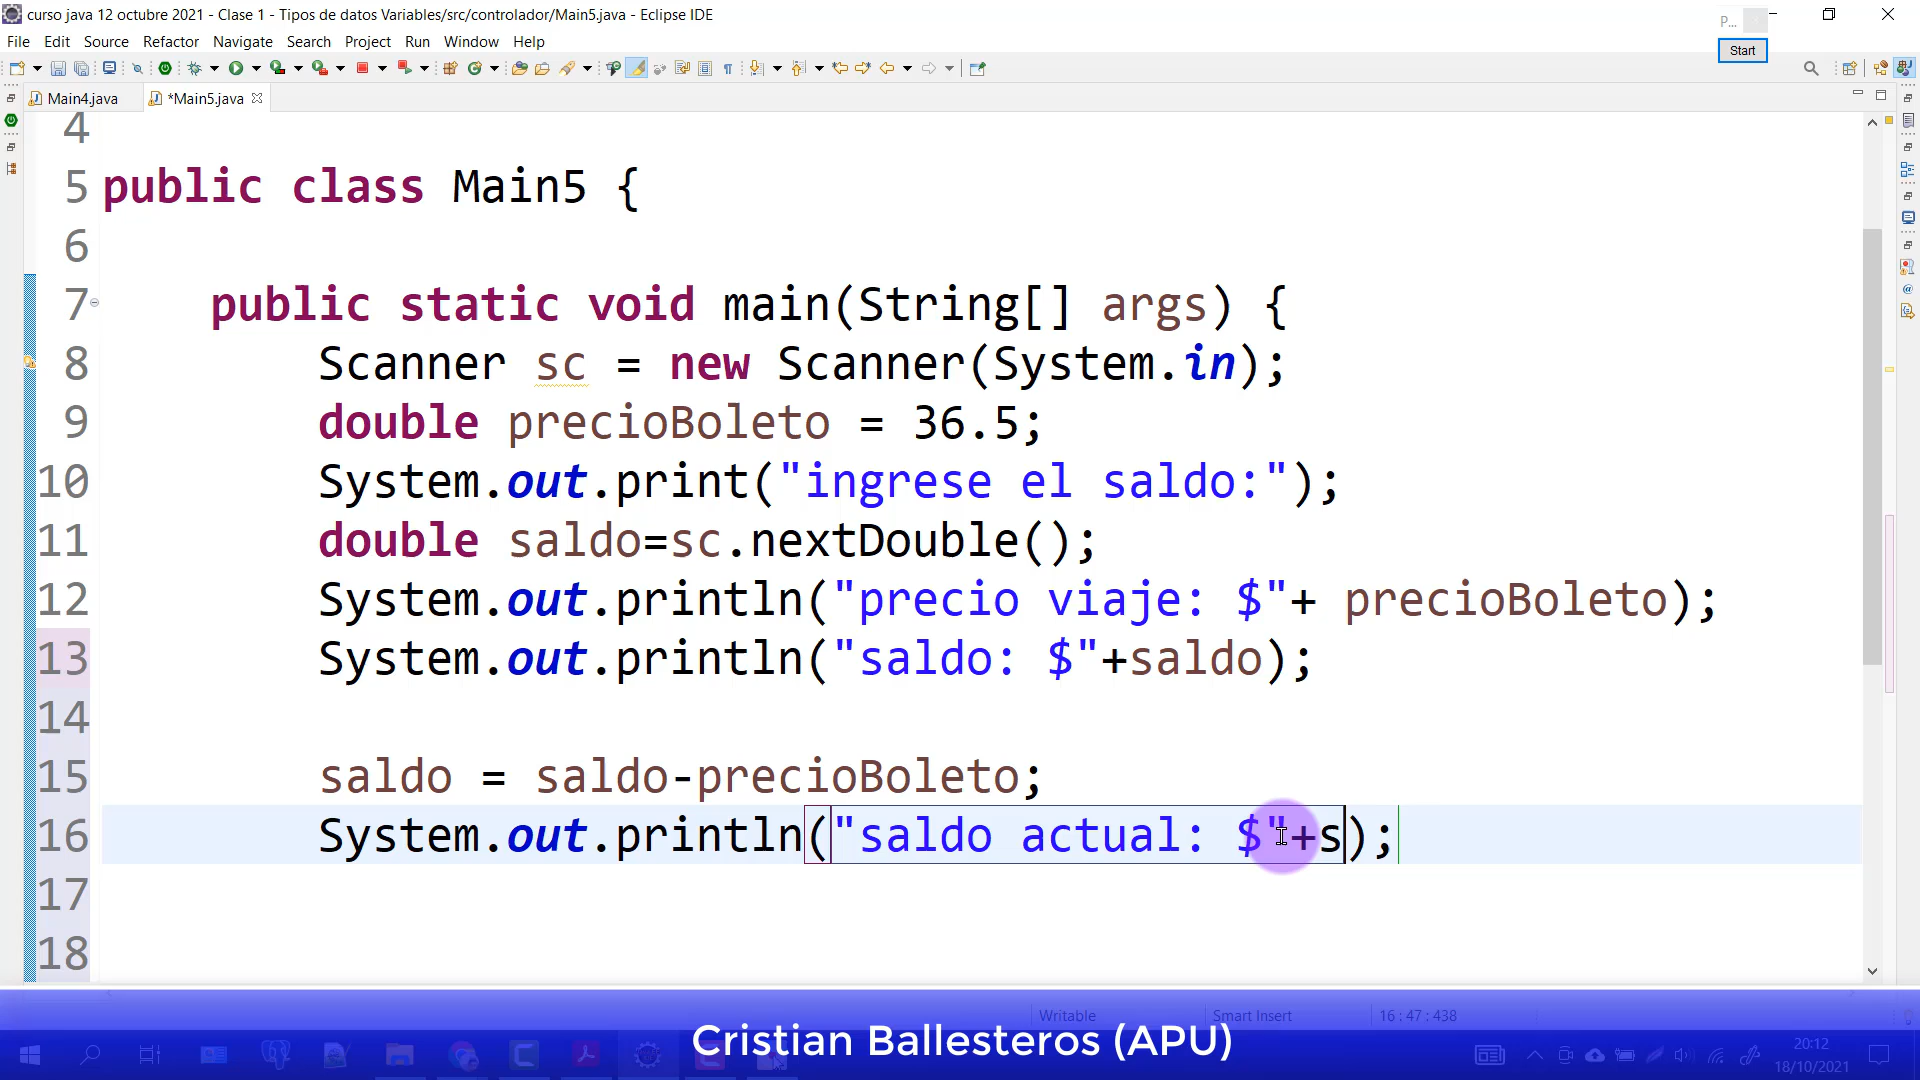 curso java 12 octubre 2021 - Clase 1 - Tipos de datos Variables/src/controlador/Main5.java - Eclipse IDE
P...
File Edit Source Refactor Navigate Search Project Run Window Help
Start
Main4.java *Main5.java
4
5 public class Main5 {
6
7 public static void main(String[] args) {
8 Scanner sc = new Scanner(System.in);
9 double precioBoleto = 36.5;
10 System.out.print("ingrese el saldo:");
11 double saldo=sc.nextDouble();
12 System.out.println("precio viaje: $"+ precioBoleto);
13 System.out.println("saldo: $"+saldo);
14
15 saldo = saldo-precioBoleto;
16 System.out.println("saldo actual: $"+s);
17
18
Writable Smart Insert 16 : 47 : 438
Cristian Ballesteros (APU)
20:12
18/10/2021